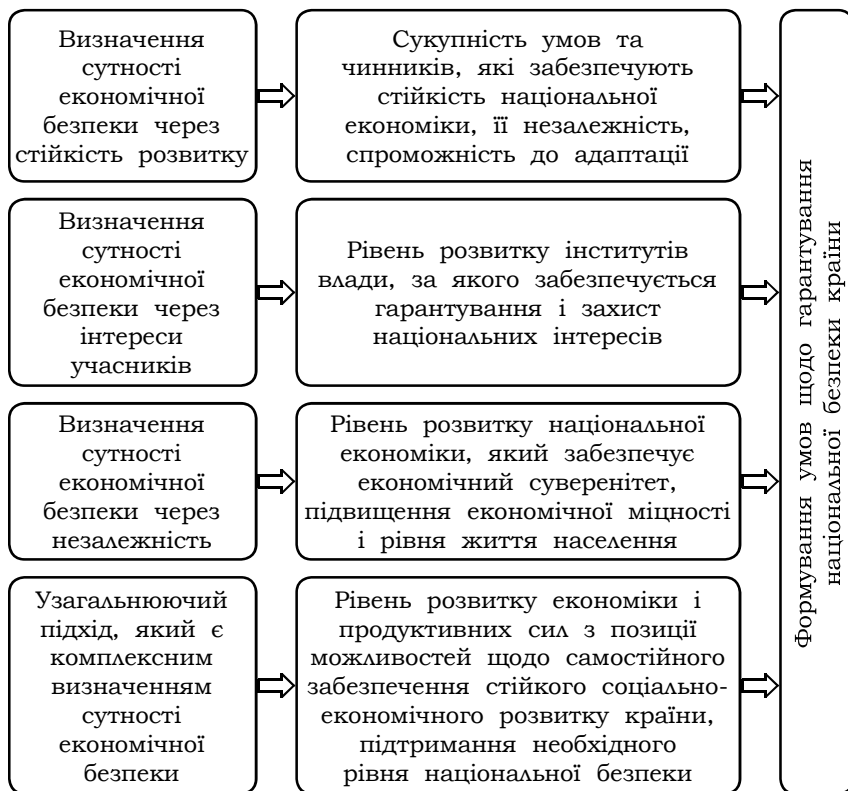 Визначення
сутності
економічної
безпеки через
стійкість розвитку
Сукупність умов та
чинників, які забезпечують
стійкість національної
економіки, її незалежність,
спроможність до адаптації
Визначення
сутності
економічної
безпеки через
інтереси
учасників
Рівень розвитку інститутів
влади, за якого забезпечується
гарантування і захист
національних інтересів
Визначення
сутності
економічної
безпеки через
незалежність
Рівень розвитку національної
економіки, який забезпечує
економічний суверенітет,
підвищення економічної міцності
і рівня життя населення
Узагальнюючий
підхід, який є
комплексним
визначенням
сутності
економічної
безпеки
Рівень розвитку економіки і
продуктивних сил з позиції
можливостей щодо самостійного
забезпечення стійкого соціально-
економічного розвитку країни,
підтримання необхідного
рівня національної безпеки
Формування умов щодо гарантування
національної безпеки країни